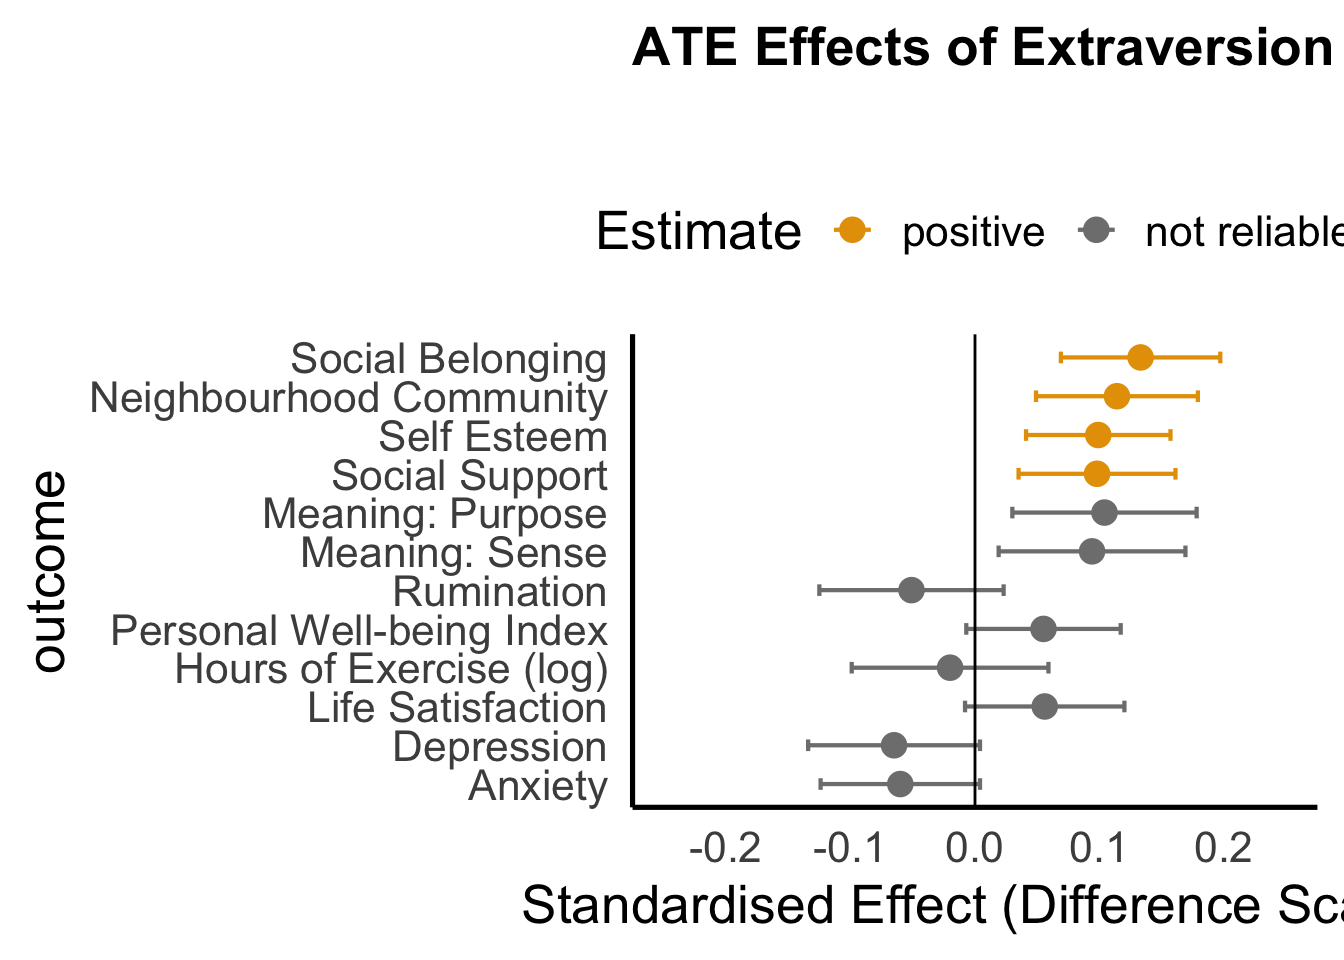 ATE Effects of Extraversion
Estimate positive not reliable
Social Belonging
Neighbourhood Community
Self Esteem
Social Support
Meaning: Purpose
Meaning: Sense
Rumination
Personal Well-being Index
Hours of Exercise (log)
Life Satisfaction
Depression
Anxiety
outcome
-0.2 -0.1 0.0 0.1 0.2
Standardised Effect (Difference